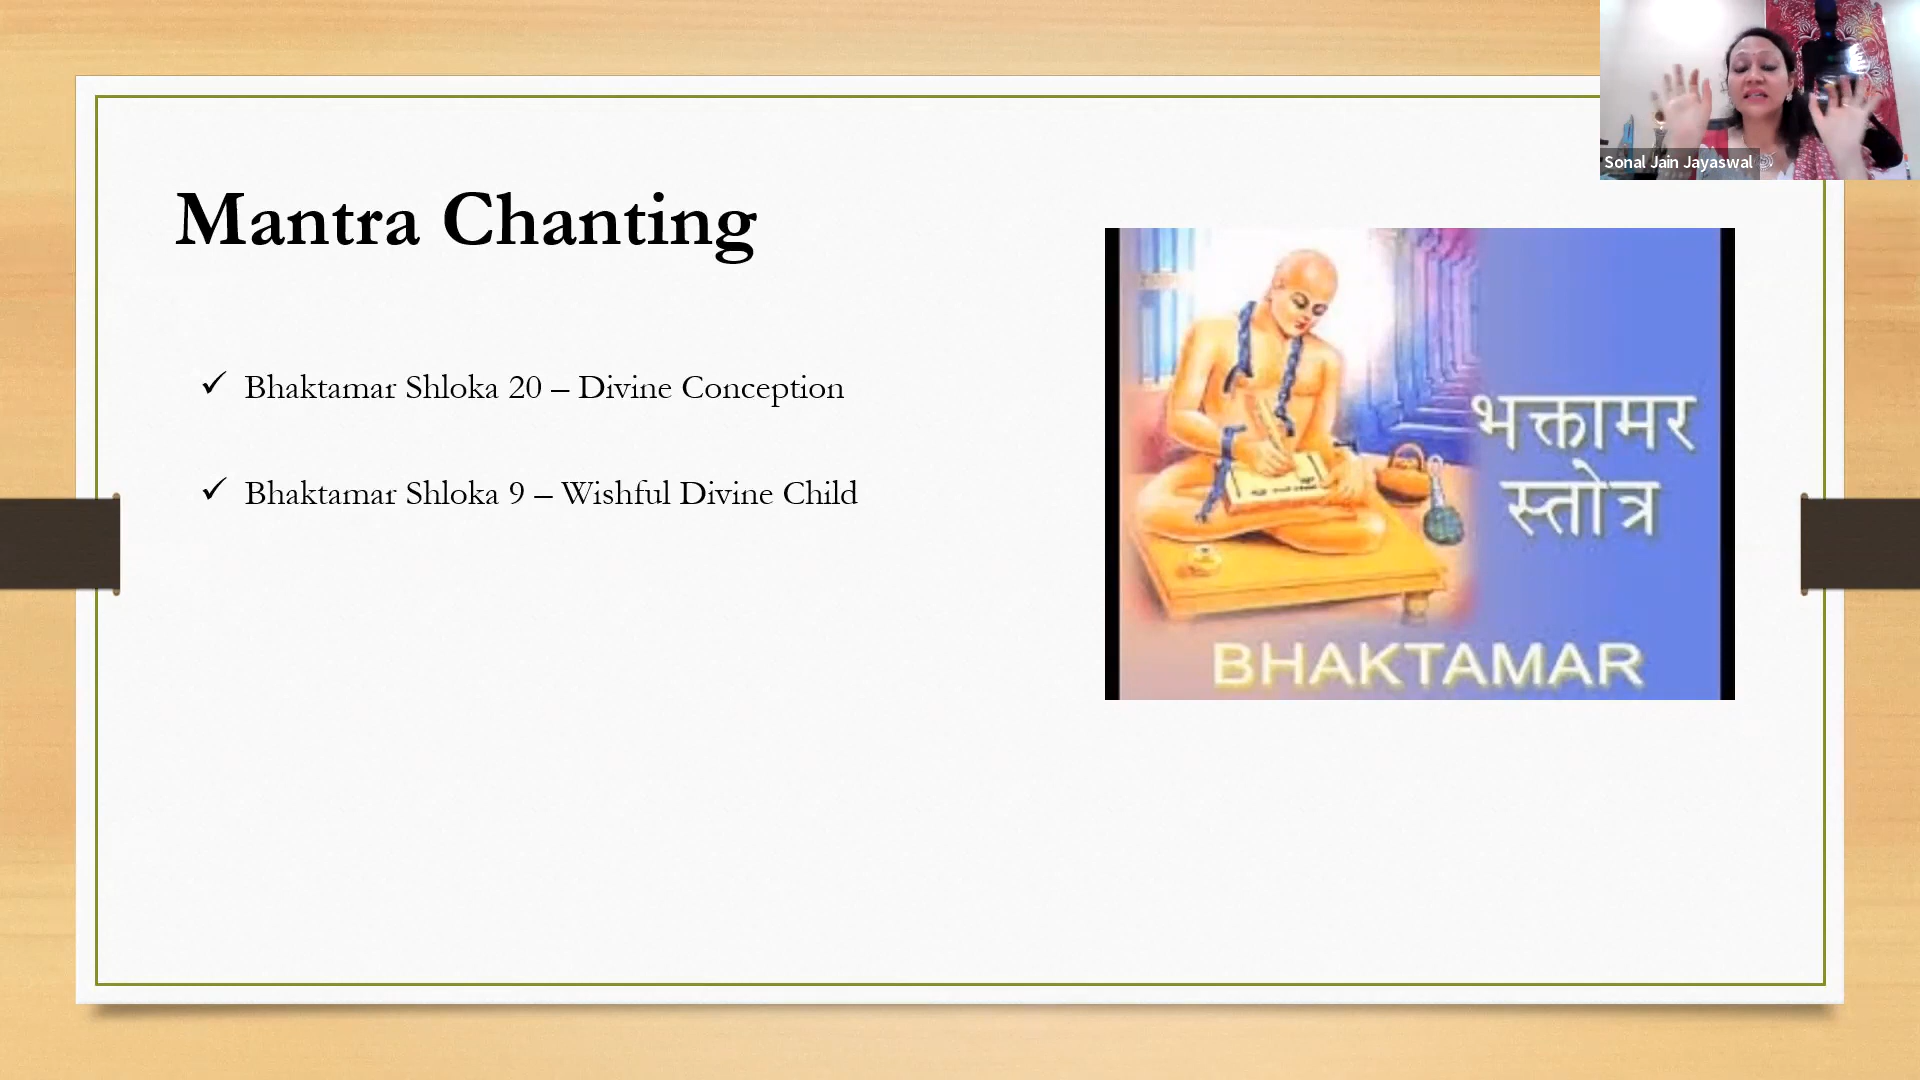 Sonal Jain Jayaswal
Mantra Chanting
✓ Bhaktamar Shloka 20 – Divine Conception
✓ Bhaktamar Shloka 9 – Wishful Divine Child
भक्तामर
स्तोत्र
BHAKTAMAR